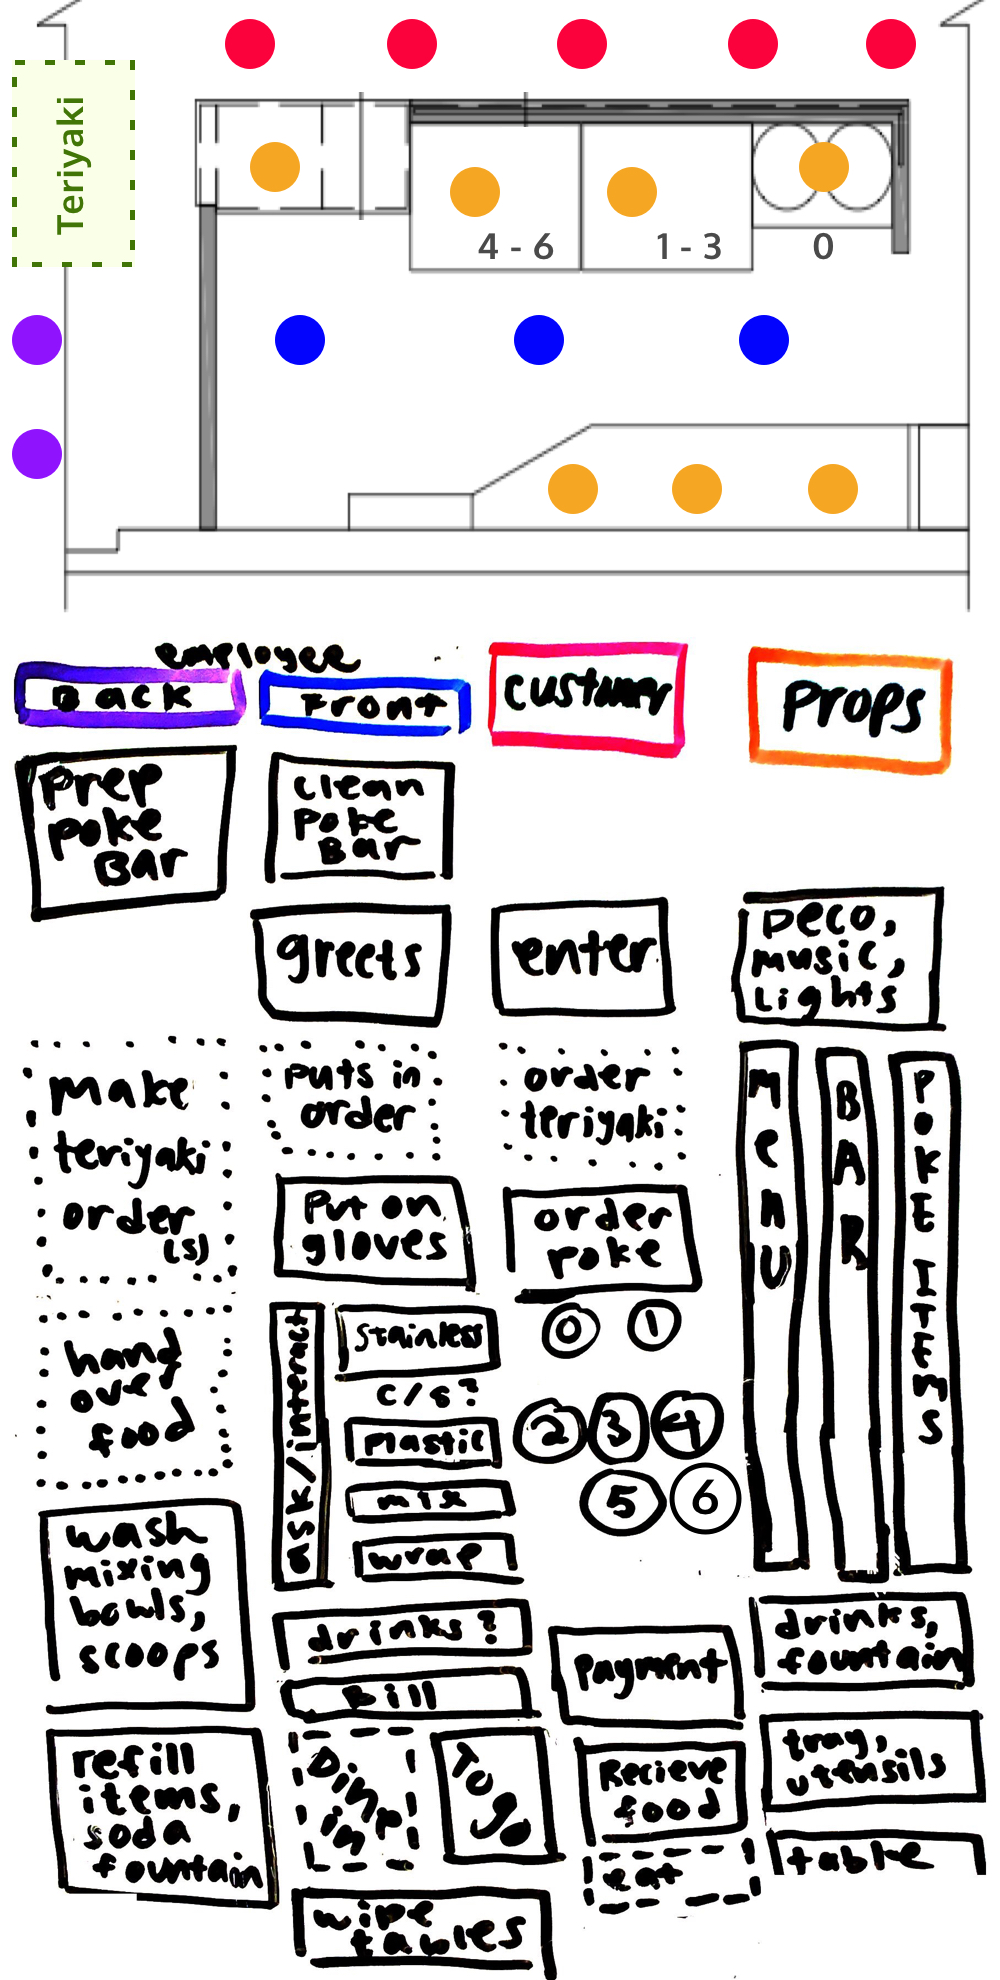 Teriyaki
4 - 6
1 - 3
0
employee
Back
Front
customer
Props
Prep
poke
Bar
clean
poke
Bar
greets
enter
Deco,
music,
Lights
make
teriyaki
order
(s)
puts in
order
order
teriyaki
MENU
BAR
POKE ITEMS
Put on
gloves
order
poke
0 1
2 3 4
5 6
hand
over
food
ask/interact
stainless
c/s?
plastic
mix
wrap
wash
mixing
bowls,
scoops
drinks?
Bill
payment
drinks,
fountain
refill
items,
soda
fountain
Dine
in
To go
Recieve
food
eat
tray,
utensils
table
wipe
tables